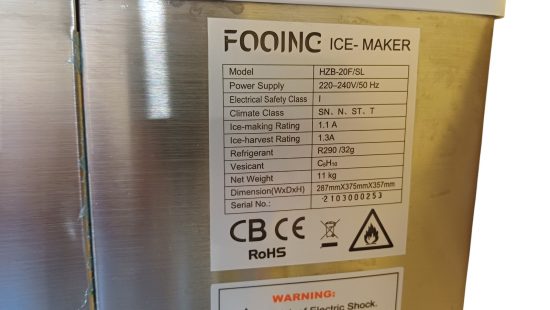 FOOING ICE- MAKER
Model HZB-20F/SL
Power Supply 220–240V/50 Hz
Electrical Safety Class I
Climate Class SN、N、ST、T
Ice-making Rating 1.1 A
Ice-harvest Rating 1.3A
Refrigerant R290 /32g
Vesicant C₅H₁₀
Net Weight 11 kg
Dimension(WxDxH) 287mmX375mmX357mm
Serial No.: 2103000253
CB CE
RoHS
WARNING:
of Electric Shock.